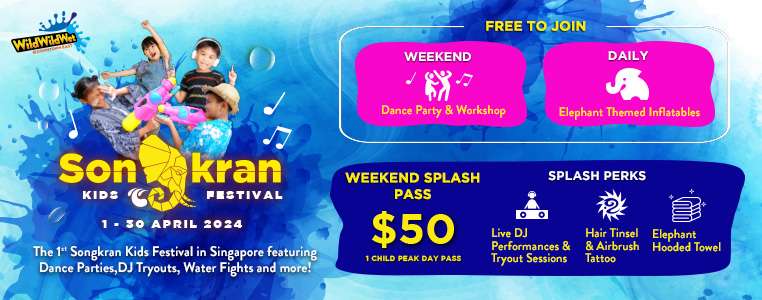 WildWildWet
@DOWNTOWN EAST
Songkran
KIDS FESTIVAL
1 - 30 APRIL 2024
The 1st Songkran Kids Festival in Singapore featuring
Dance Parties,DJ Tryouts, Water Fights and more!
FREE TO JOIN
WEEKEND
Dance Party & Workshop
DAILY
Elephant Themed Inflatables
WEEKEND SPLASH
PASS
$50
1 CHILD PEAK DAY PASS
SPLASH PERKS
Live DJ
Performances &
Tryout Sessions
Hair Tinsel
& Airbrush
Tattoo
Elephant
Hooded Towel